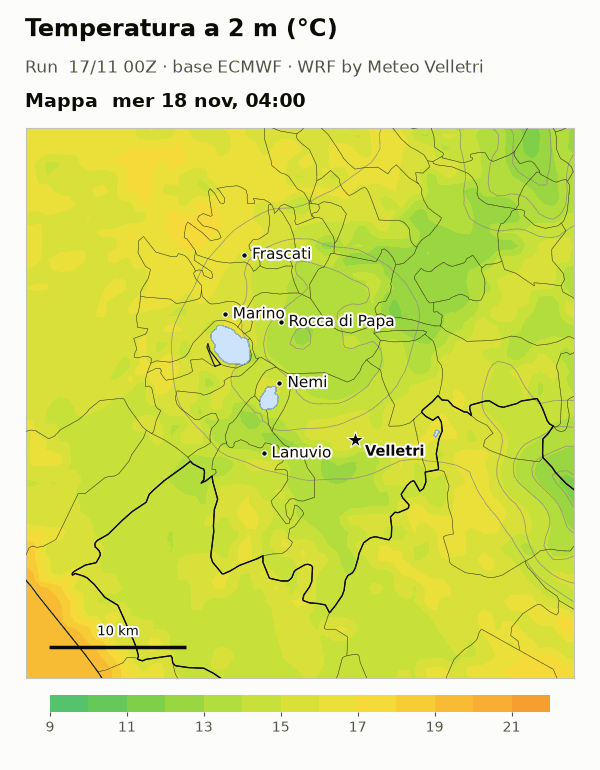 Temperatura a 2 m (°C)
Run  17/11 00Z · base ECMWF · WRF by Meteo Velletri
Mappa  mer 18 nov, 04:00
Frascati
Marino
Rocca di Papa
Nemi
Velletri
Lanuvio
10 km
9 11 13 15 17 19 21